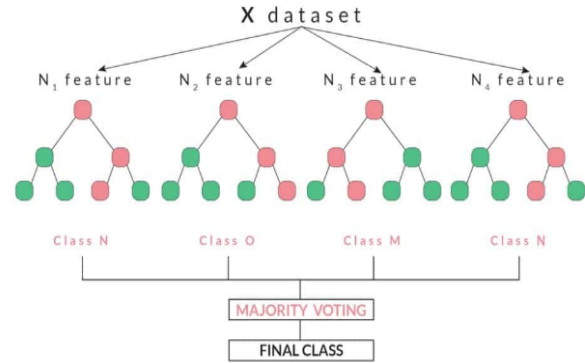 X dataset
N₁ feature N₂ feature N₃ feature N₄ feature
Class N Class O Class M Class N
MAJORITY VOTING
FINAL CLASS